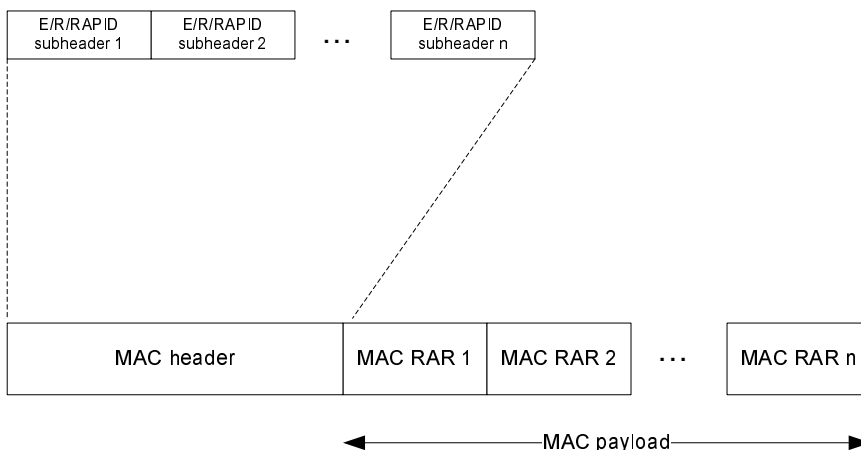 E/R/RAPID
subheader 1
E/R/RAPID
subheader 2
...
E/R/RAPID
subheader n
MAC header
MAC RAR 1
MAC RAR 2
...
MAC RAR n
MAC payload